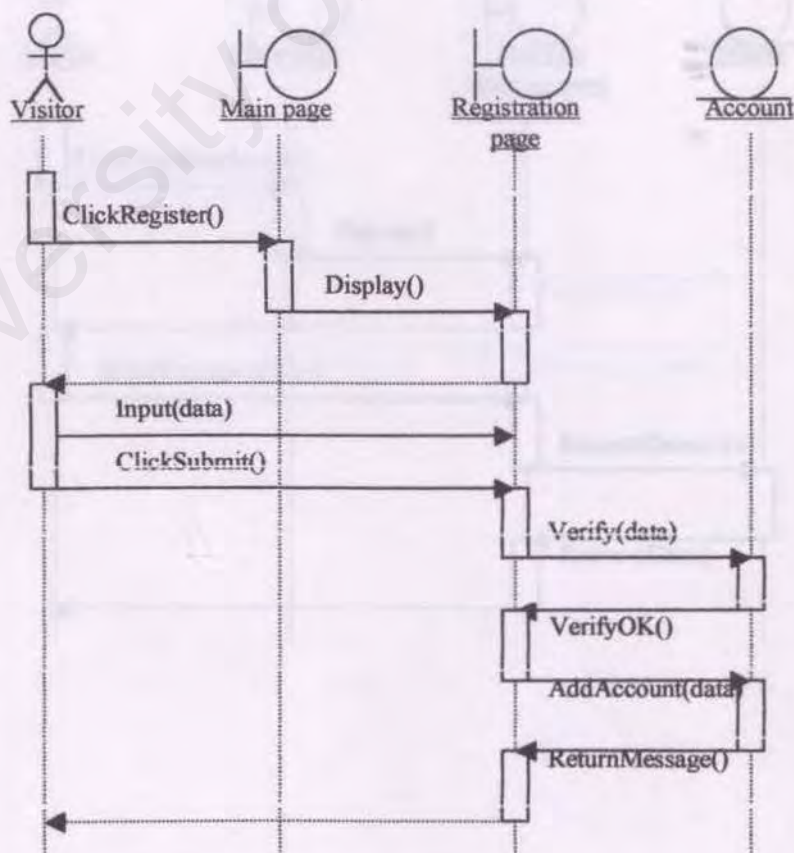 Visitor
Main page
Registration
page
Account
ClickRegister()
Display()
Input(data)
ClickSubmit()
Verify(data)
VerifyOK()
AddAccount(data)
ReturnMessage()